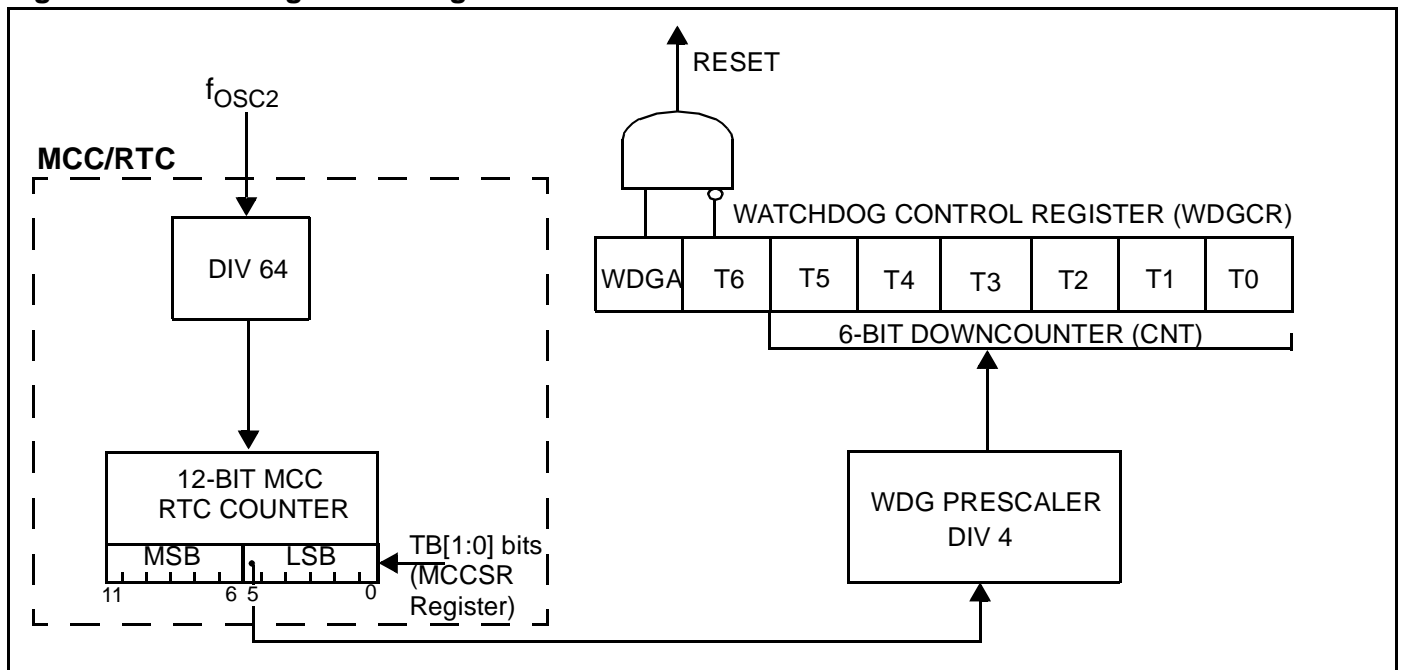 RESET
fOSC2
MCC/RTC
DIV 64
WATCHDOG CONTROL REGISTER (WDGCR)
WDGA T6 T5 T4 T3 T2 T1 T0
6-BIT DOWNCOUNTER (CNT)
12-BIT MCC
RTC COUNTER
MSB LSB
11 6 5 0
TB[1:0] bits
(MCCSR
Register)
WDG PRESCALER
DIV 4